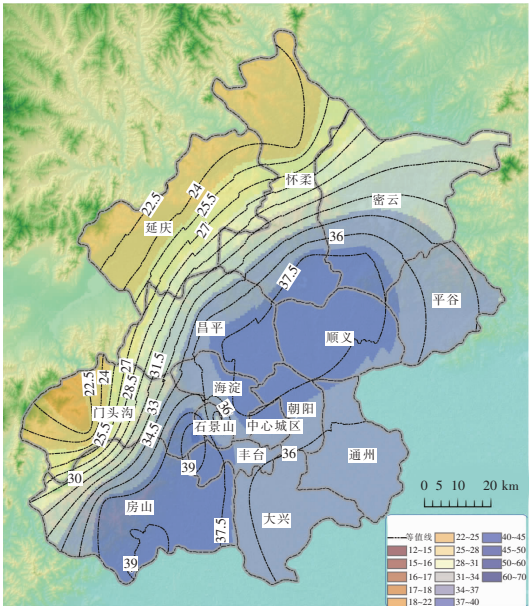 怀柔
密云
延庆
22.5
24
25.5
27
36
37.5
平谷
昌平
顺义
31.5
27
24
22.5
28.5
海淀
门头沟
33
36
朝阳
石景山
中心城区
25.5
34.5
丰台
36
通州
39
30
房山
37.5
大兴
39
0 5 10 20 km
等值线
12-15
15-16
16-17
17-18
18-22
22-25
25-28
28-31
31-34
34-37
37-40
40-45
45-50
50-60
60-70